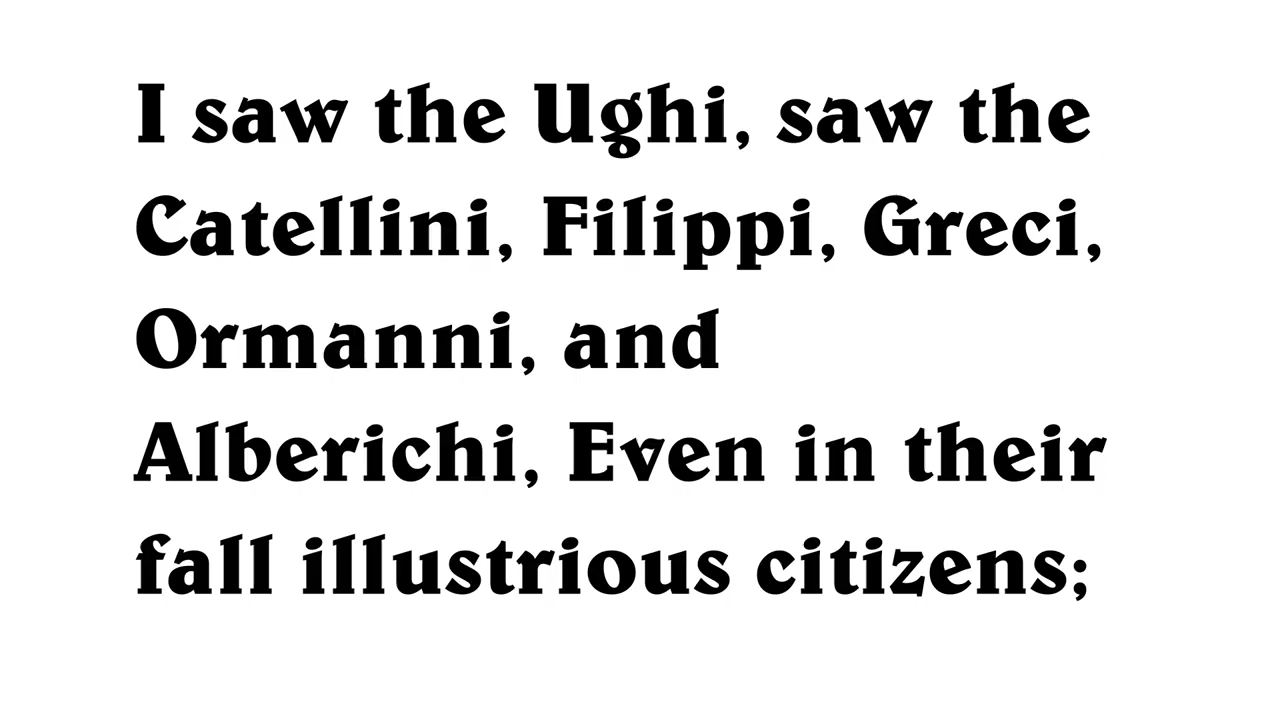 I saw the Ughi, saw the
Catellini, Filippi, Greci,
Ormanni, and
Alberichi, Even in their
fall illustrious citizens;